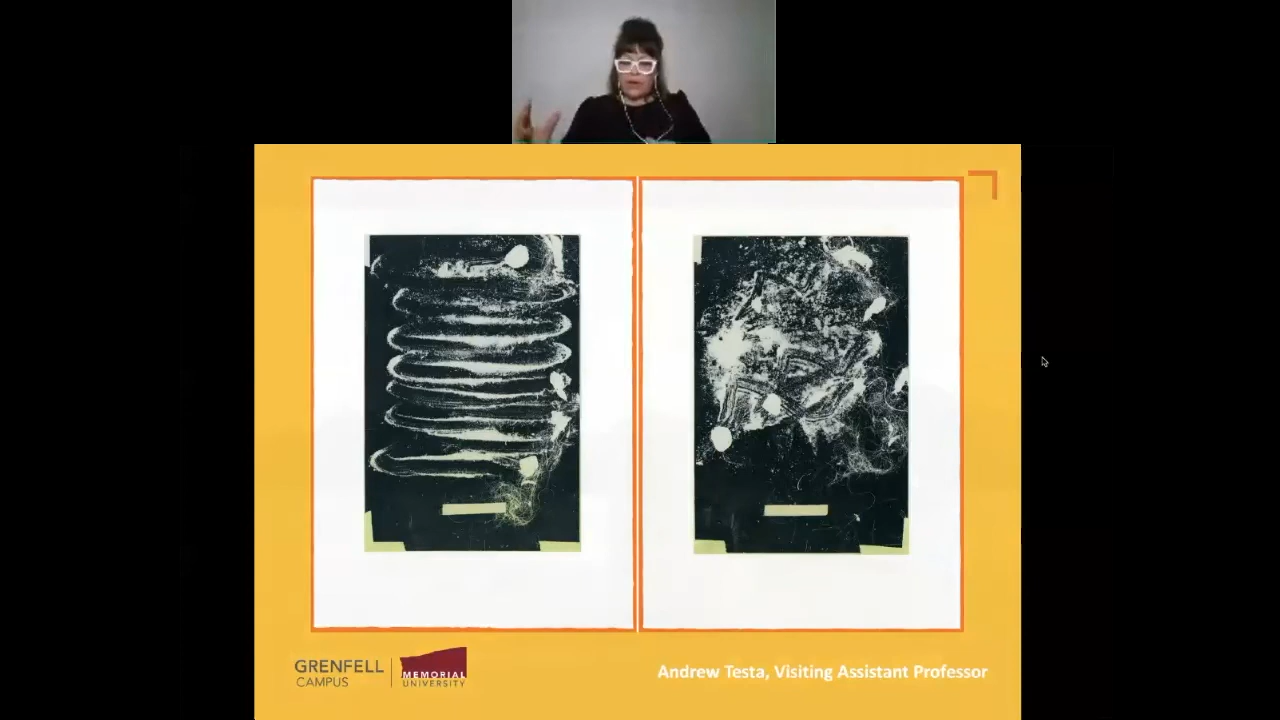 GRENFELL
CAMPUS
MEMORIAL
UNIVERSITY
Andrew Testa, Visiting Assistant Professor